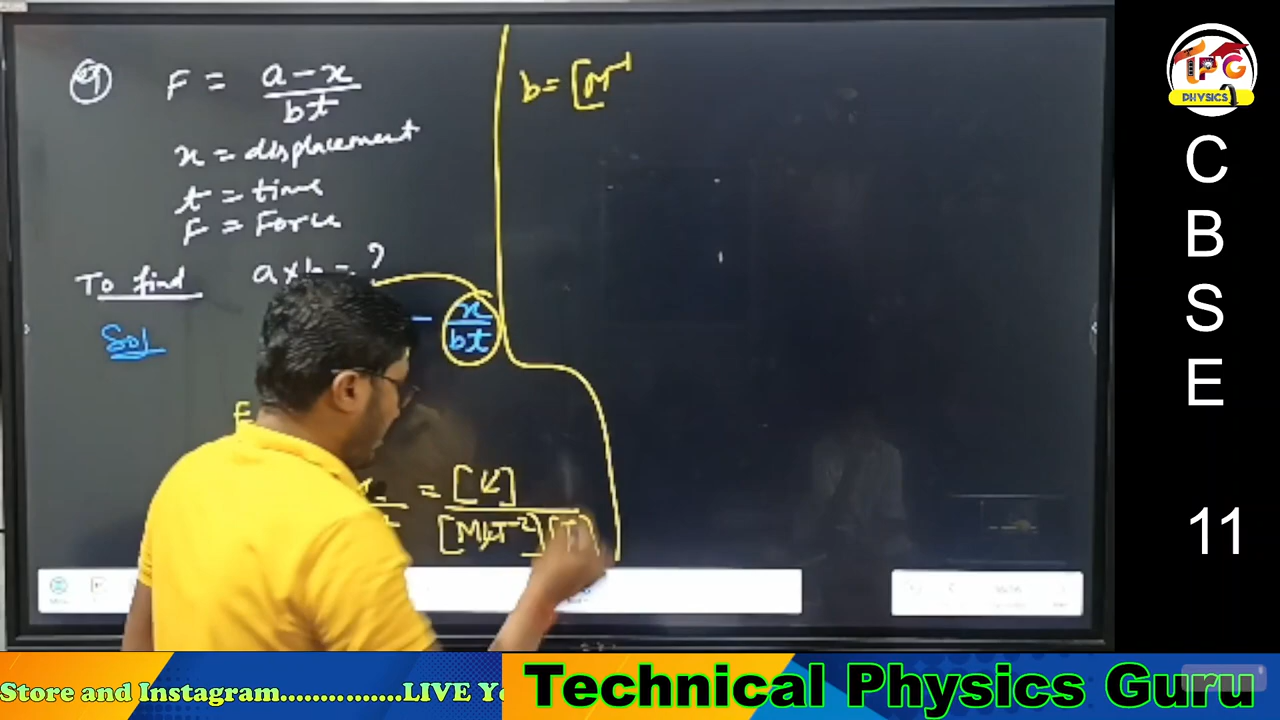 9 F = a - x / bt
x = displacement
t = time
F = Force
To find a x b = ?
Sol
- x / bt
F
= [L] / [MLT⁻²][T]
b = [M⁻¹
TPG
PHYSICS
C
B
S
E
11
Store and Instagram...............LIVE Yo
Technical Physics Guru